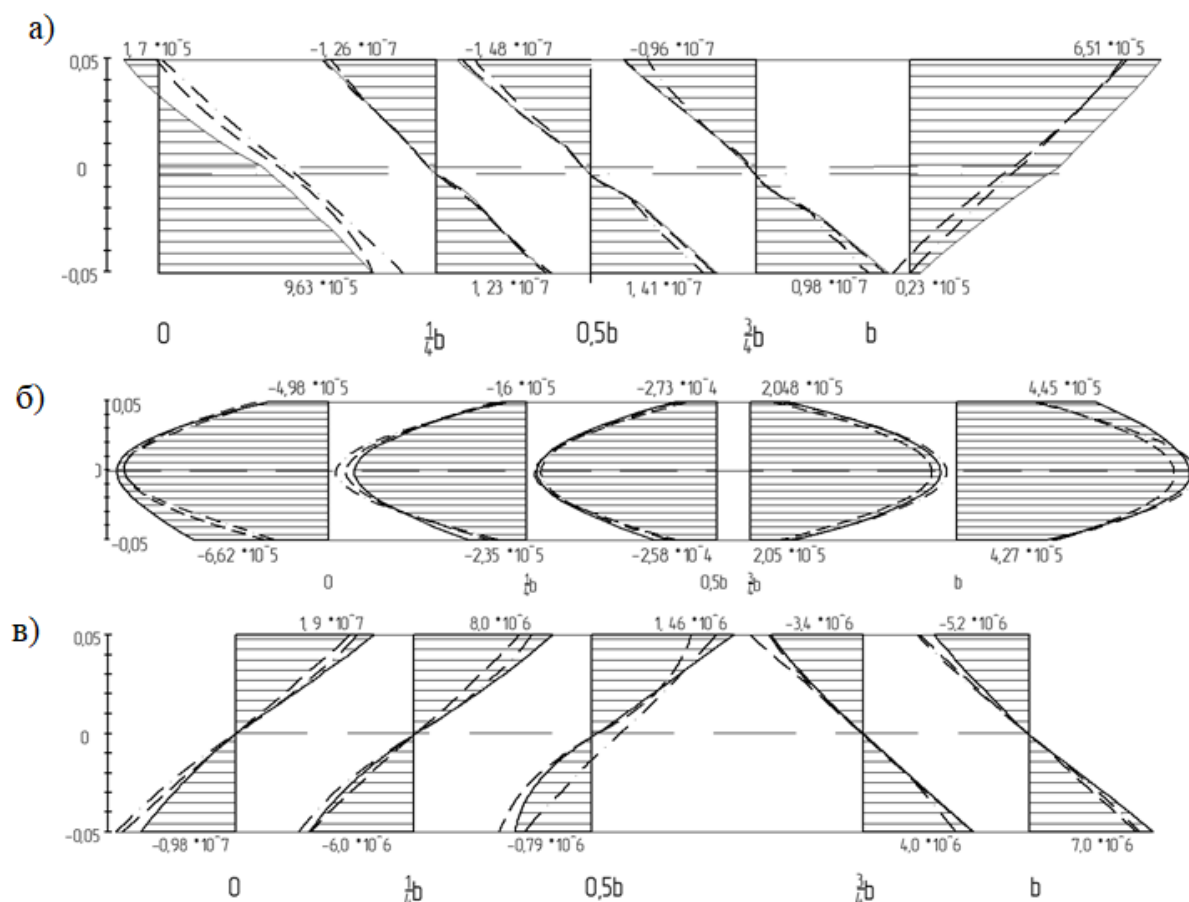 а)
1,7 *10⁻⁵ -1,26 *10⁻⁷ -1,48 *10⁻⁷ -0,96 *10⁻⁷ 6,51 *10⁻⁵
0,05
0
-0,05
9,63 *10⁻⁵ 1,23 *10⁻⁷ 1,41 *10⁻⁷ 0,98 *10⁻⁷ 0,23 *10⁻⁵
0 1/4b 0,5b 3/4b b
б)
-4,98 *10⁻⁵ -1,6 *10⁻⁵ -2,73 *10⁻⁴ 2,048 *10⁻⁵ 4,45 *10⁻⁵
0,05
0
-0,05
-6,62 *10⁻⁵ -2,35 *10⁻⁵ -2,58 *10⁻⁴ 2,05 *10⁻⁵ 4,27 *10⁻⁵
0 1/4b 0,5b 3/4b b
в)
1,9 *10⁻⁷ 8,0 *10⁻⁶ 1,46 *10⁻⁶ -3,4 *10⁻⁶ -5,2 *10⁻⁶
0,05
0
-0,05
-0,98 *10⁻⁷ -6,0 *10⁻⁶ -0,79 *10⁻⁶ 4,0 *10⁻⁶ 7,0 *10⁻⁶
0 1/4b 0,5b 3/4b b